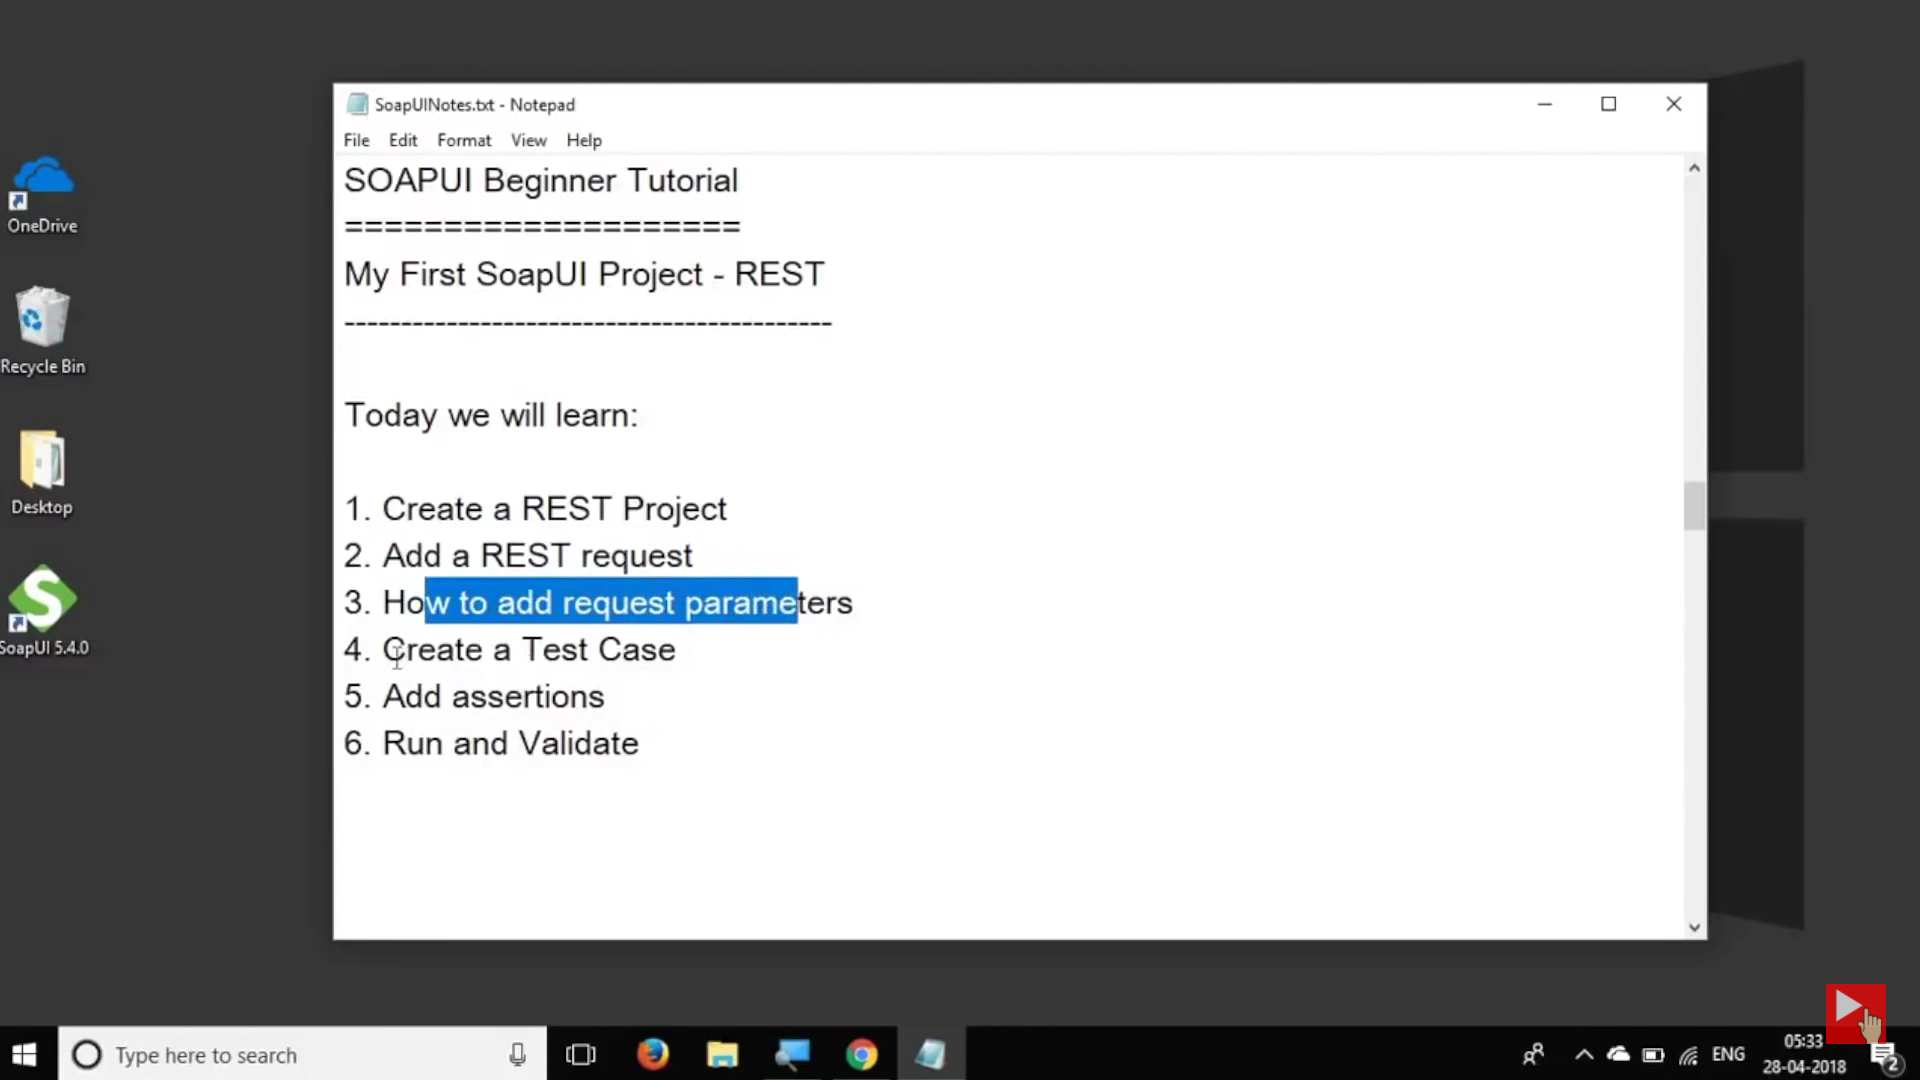 SoapUINotes.txt - Notepad
File Edit Format View Help
SOAPUI Beginner Tutorial
====================
My First SoapUI Project - REST
-------------------------------------------
Today we will learn:
1. Create a REST Project
2. Add a REST request
3. How to add request parameters
4. Create a Test Case
5. Add assertions
6. Run and Validate
OneDrive
Recycle Bin
Desktop
SoapUI 5.4.0
Type here to search
ENG
05:33
28-04-2018
2